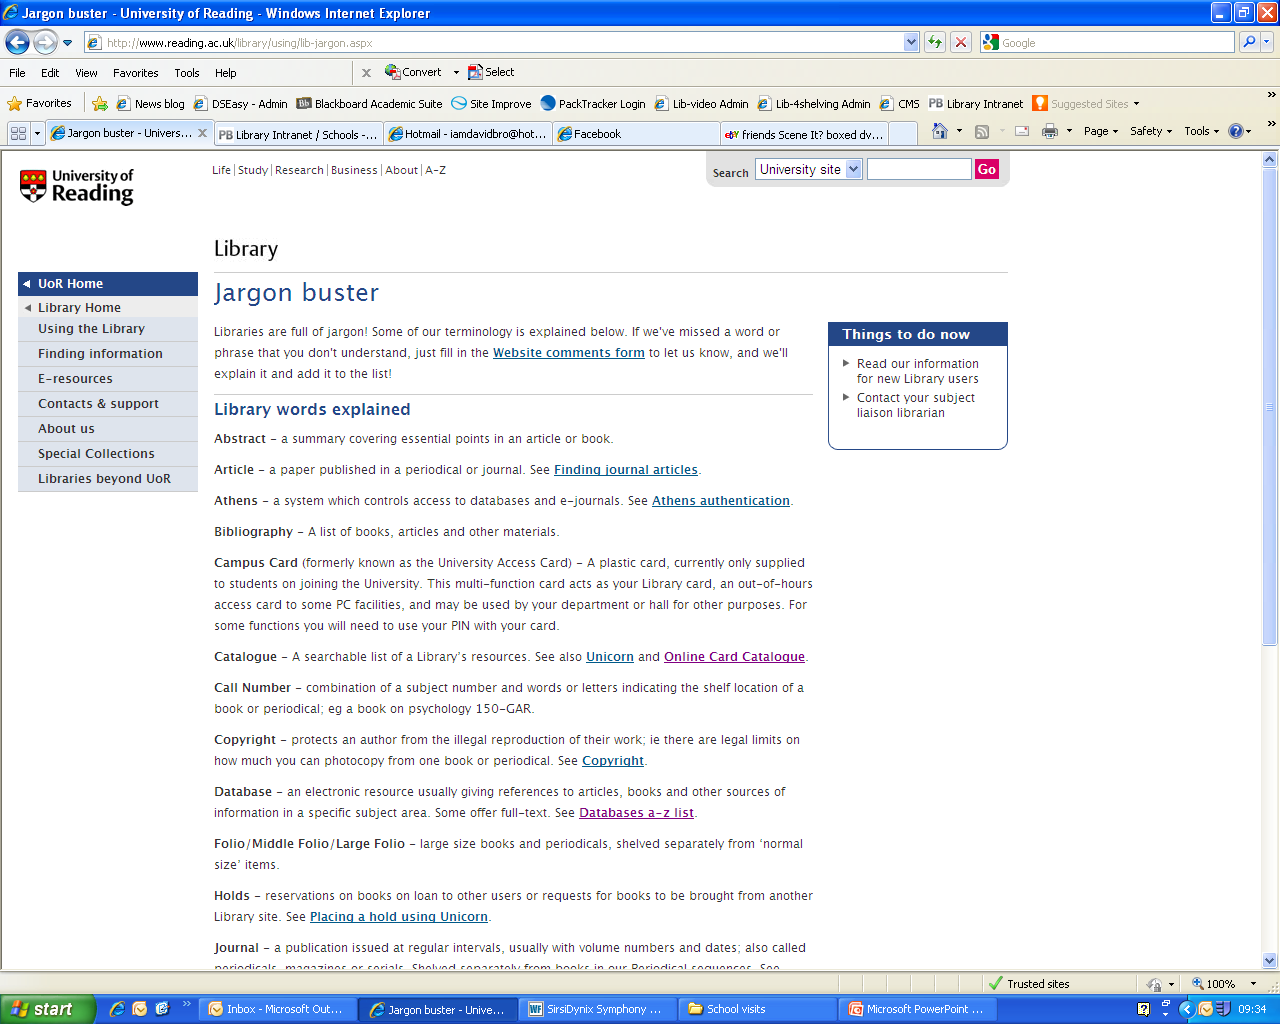 Jargon buster - University of Reading - Windows Internet Explorer
http://www.reading.ac.uk/library/using/lib-jargon.aspx
Google
File Edit View Favorites Tools Help
Convert Select
Favorites News blog DSEasy - Admin Blackboard Academic Suite Site Improve PackTracker Login Lib-video Admin Lib-4shelving Admin CMS Library Intranet Suggested Sites
Jargon buster - Univers... Library Intranet / Schools -... Hotmail - iamdavidbro@hot... Facebook friends Scene It? boxed dv... Page Safety Tools
Life | Study | Research | Business | About | A-Z
Search University site Go
University of
Reading
Library
UoR Home
Library Home
Using the Library
Finding information
E-resources
Contacts & support
About us
Special Collections
Libraries beyond UoR
Jargon buster
Libraries are full of jargon! Some of our terminology is explained below. If we've missed a word or
phrase that you don't understand, just fill in the Website comments form to let us know, and we'll
explain it and add it to the list!
Library words explained
Abstract - a summary covering essential points in an article or book.
Article - a paper published in a periodical or journal. See Finding journal articles.
Athens - a system which controls access to databases and e-journals. See Athens authentication.
Bibliography - A list of books, articles and other materials.
Campus Card (formerly known as the University Access Card) - A plastic card, currently only supplied
to students on joining the University. This multi-function card acts as your Library card, an out-of-hours
access card to some PC facilities, and may be used by your department or hall for other purposes. For
some functions you will need to use your PIN with your card.
Catalogue - A searchable list of a Library's resources. See also Unicorn and Online Card Catalogue.
Call Number - combination of a subject number and words or letters indicating the shelf location of a
book or periodical; eg a book on psychology 150-GAR.
Copyright - protects an author from the illegal reproduction of their work; ie there are legal limits on
how much you can photocopy from one book or periodical. See Copyright.
Database - an electronic resource usually giving references to articles, books and other sources of
information in a specific subject area. Some offer full-text. See Databases a-z list.
Folio/Middle Folio/Large Folio - large size books and periodicals, shelved separately from 'normal
size' items.
Holds - reservations on books on loan to other users or requests for books to be brought from another
Library site. See Placing a hold using Unicorn.
Journal - a publication issued at regular intervals, usually with volume numbers and dates; also called
periodicals, magazines or serials. Shelved separately from books in our Periodical sequences. See
Things to do now
Read our information
for new Library users
Contact your subject
liaison librarian
Trusted sites 100%
start Inbox - Microsoft Out... Jargon buster - Unive... SirsiDynix Symphony ... School visits Microsoft PowerPoint ... 09:34